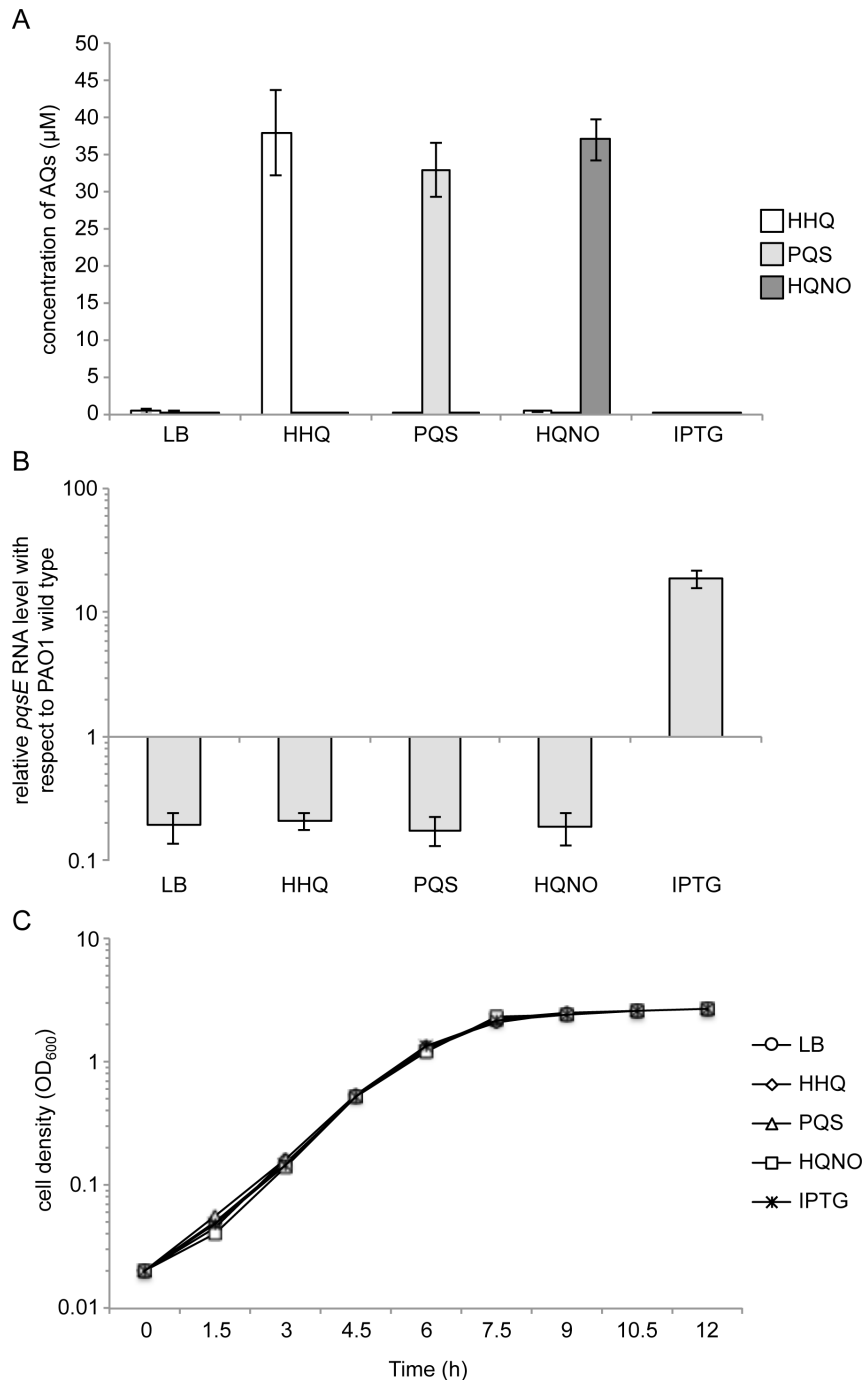 A
50
45
40
35
30
25
20
15
10
5
0
concentration of AQs (µM)
LB HHQ PQS HQNO IPTG
HHQ
PQS
HQNO
B
100
10
1
0.1
relative pqsE RNA level with
respect to PAO1 wild type
LB HHQ PQS HQNO IPTG
C
10
1
0.1
0.01
cell density (OD600)
0 1.5 3 4.5 6 7.5 9 10.5 12
Time (h)
LB
HHQ
PQS
HQNO
IPTG